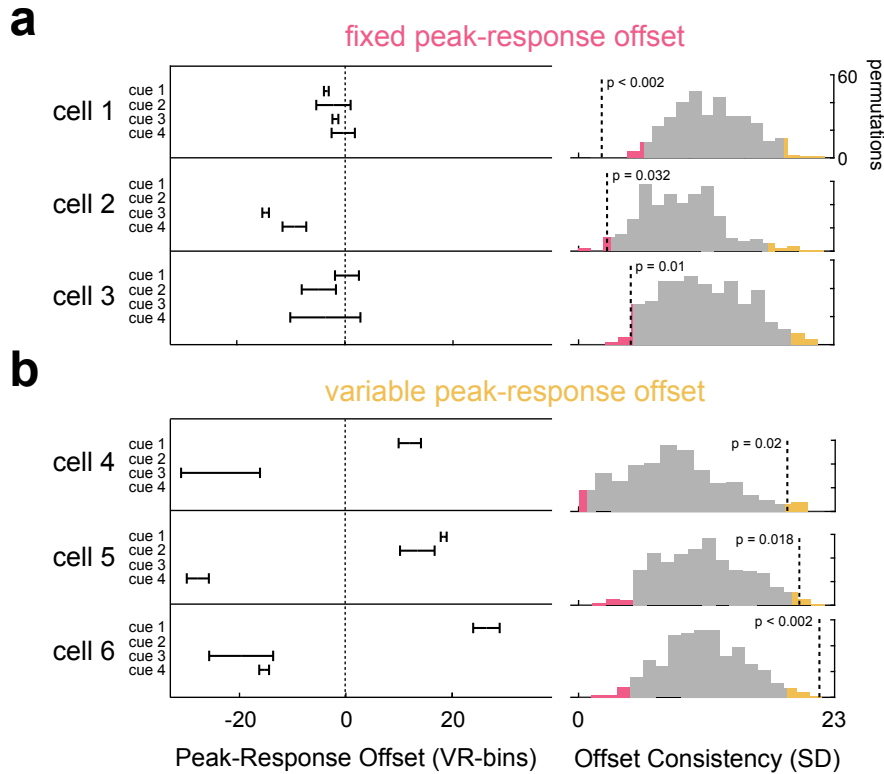 a
fixed peak-response offset
cell 1
cue 1
cue 2
cue 3
cue 4
p < 0.002
60
0
permutations
cell 2
cue 1
cue 2
cue 3
cue 4
p = 0.032
cell 3
cue 1
cue 2
cue 3
cue 4
p = 0.01
b
variable peak-response offset
cell 4
cue 1
cue 2
cue 3
cue 4
p = 0.02
cell 5
cue 1
cue 2
cue 3
cue 4
p = 0.018
cell 6
cue 1
cue 2
cue 3
cue 4
p < 0.002
-20 0 20
0 23
Peak-Response Offset (VR-bins)
Offset Consistency (SD)